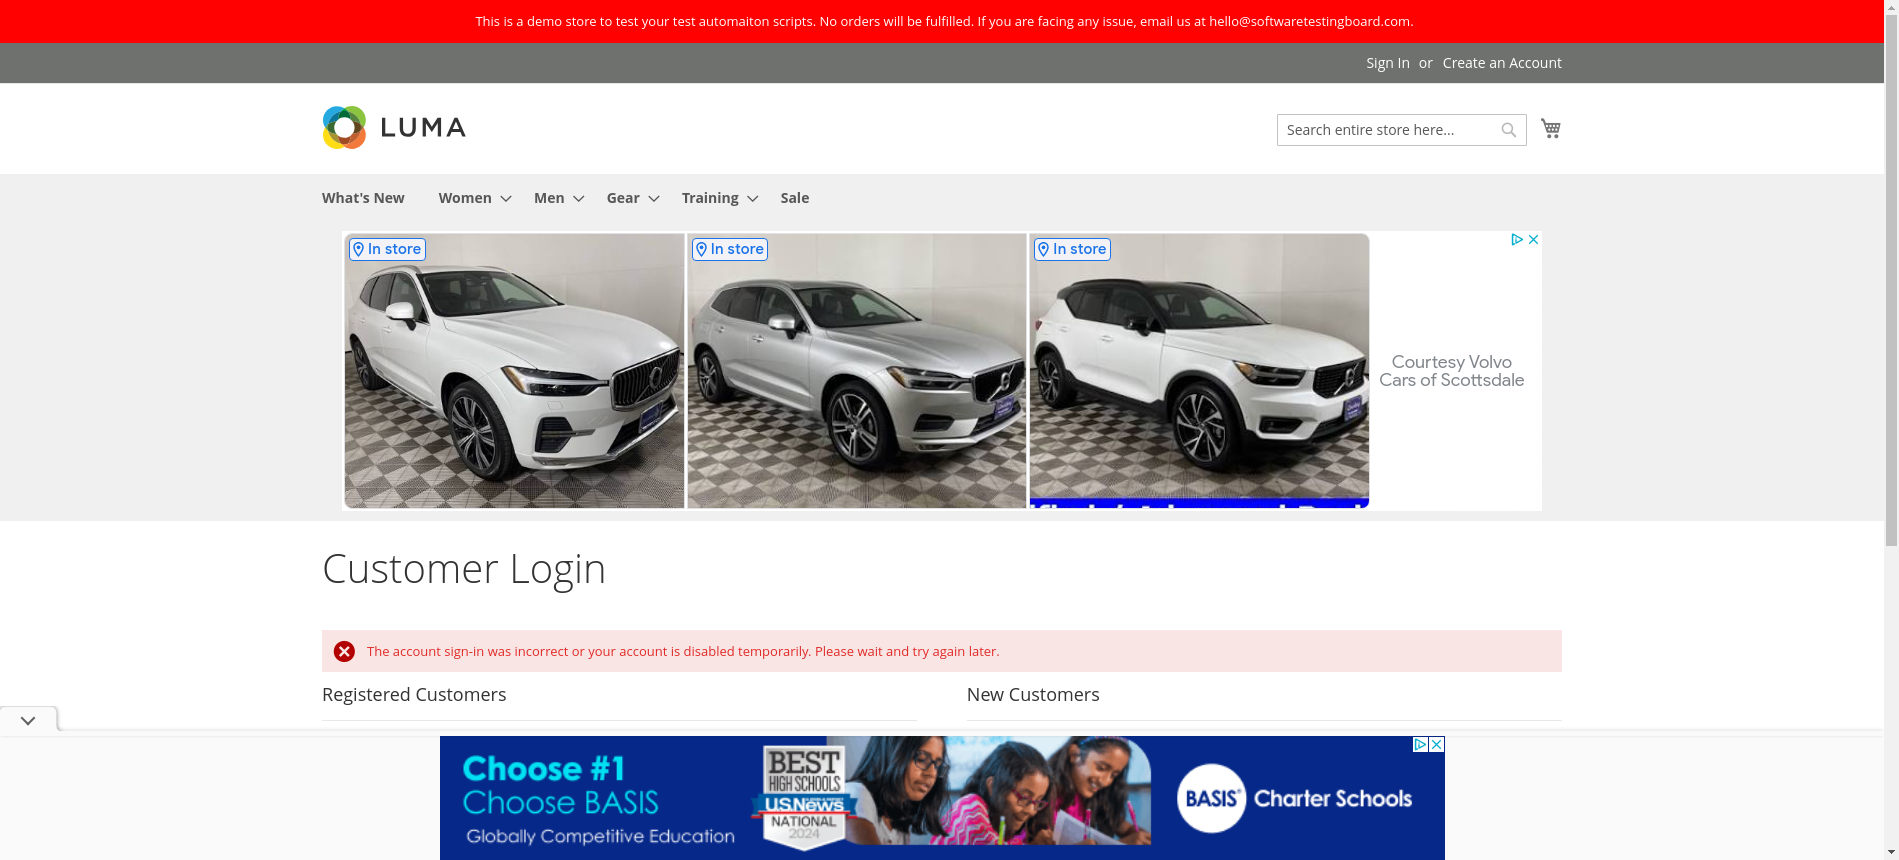 This is a demo store to test your test automaiton scripts. No orders will be fulfilled. If you are facing any issue, email us at hello@softwaretestingboard.com.
Sign In or Create an Account
LUMA
Search entire store here...
What's New Women Men Gear Training Sale
In store
In store
In store
Courtesy Volvo
Cars of Scottsdale
Customer Login
The account sign-in was incorrect or your account is disabled temporarily. Please wait and try again later.
Registered Customers
New Customers
Choose #1
Choose BASIS
Globally Competitive Education
BEST
HIGH SCHOOLS
U.S.News
NATIONAL
2024
BASIS® Charter Schools